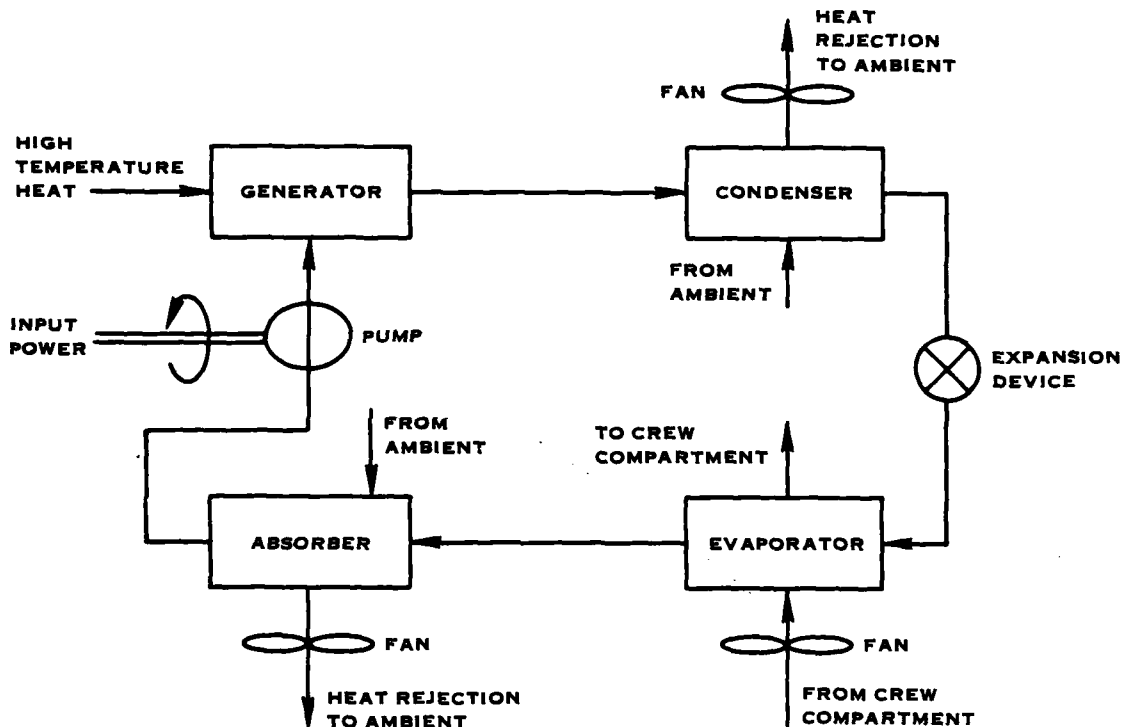 HEAT
REJECTION
TO AMBIENT
FAN
HIGH
TEMPERATURE
HEAT
GENERATOR
CONDENSER
FROM
AMBIENT
INPUT
POWER
PUMP
EXPANSION
DEVICE
FROM
AMBIENT
TO CREW
COMPARTMENT
ABSORBER
EVAPORATOR
FAN
FAN
HEAT REJECTION
TO AMBIENT
FROM CREW
COMPARTMENT